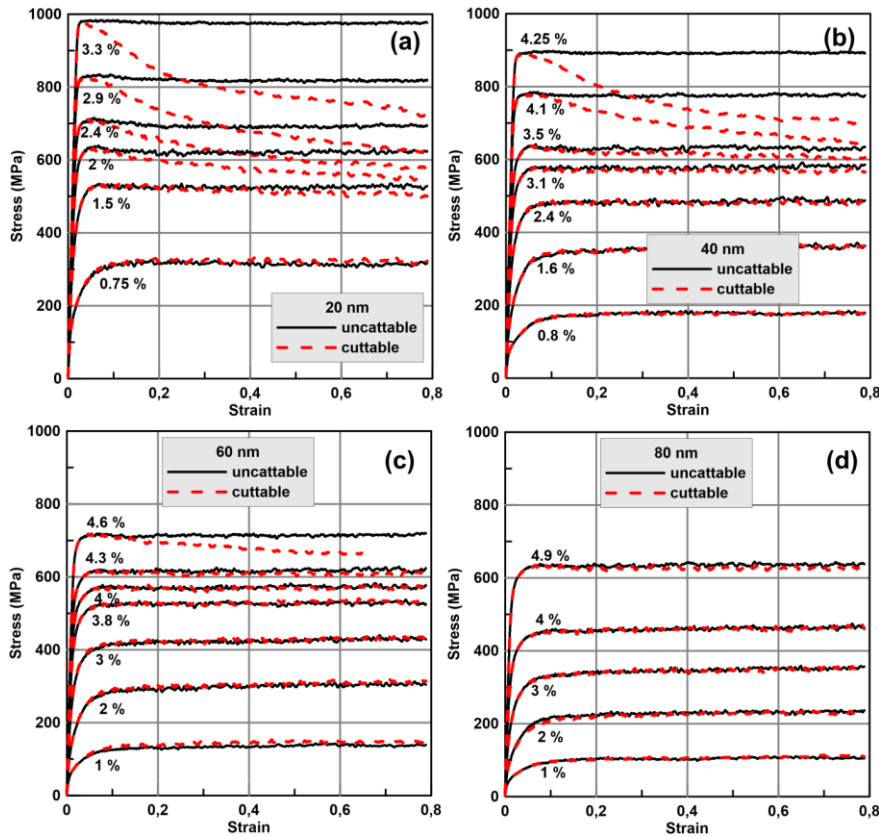 1000
800
600
400
200
0
Stress (MPa)
(a)
3.3 %
2.9 %
2.4 %
2 %
1.5 %
0.75 %
20 nm
uncattable
cuttable
0
0,2
0,4
0,6
0,8
Strain
1000
800
600
400
200
0
Stress (MPa)
(b)
4.25 %
4.1 %
3.5 %
3.1 %
2.4 %
1.6 %
0.8 %
40 nm
uncattable
cuttable
0
0,2
0,4
0,6
0,8
Strain
1000
800
600
400
200
0
Stress (MPa)
(c)
60 nm
uncattable
cuttable
4.6 %
4.3 %
4 %
3.8 %
3 %
2 %
1 %
0
0,2
0,4
0,6
0,8
Strain
1000
800
600
400
200
0
Stress (MPa)
(d)
80 nm
uncattable
cuttable
4.9 %
4 %
3 %
2 %
1 %
0
0,2
0,4
0,6
0,8
Strain